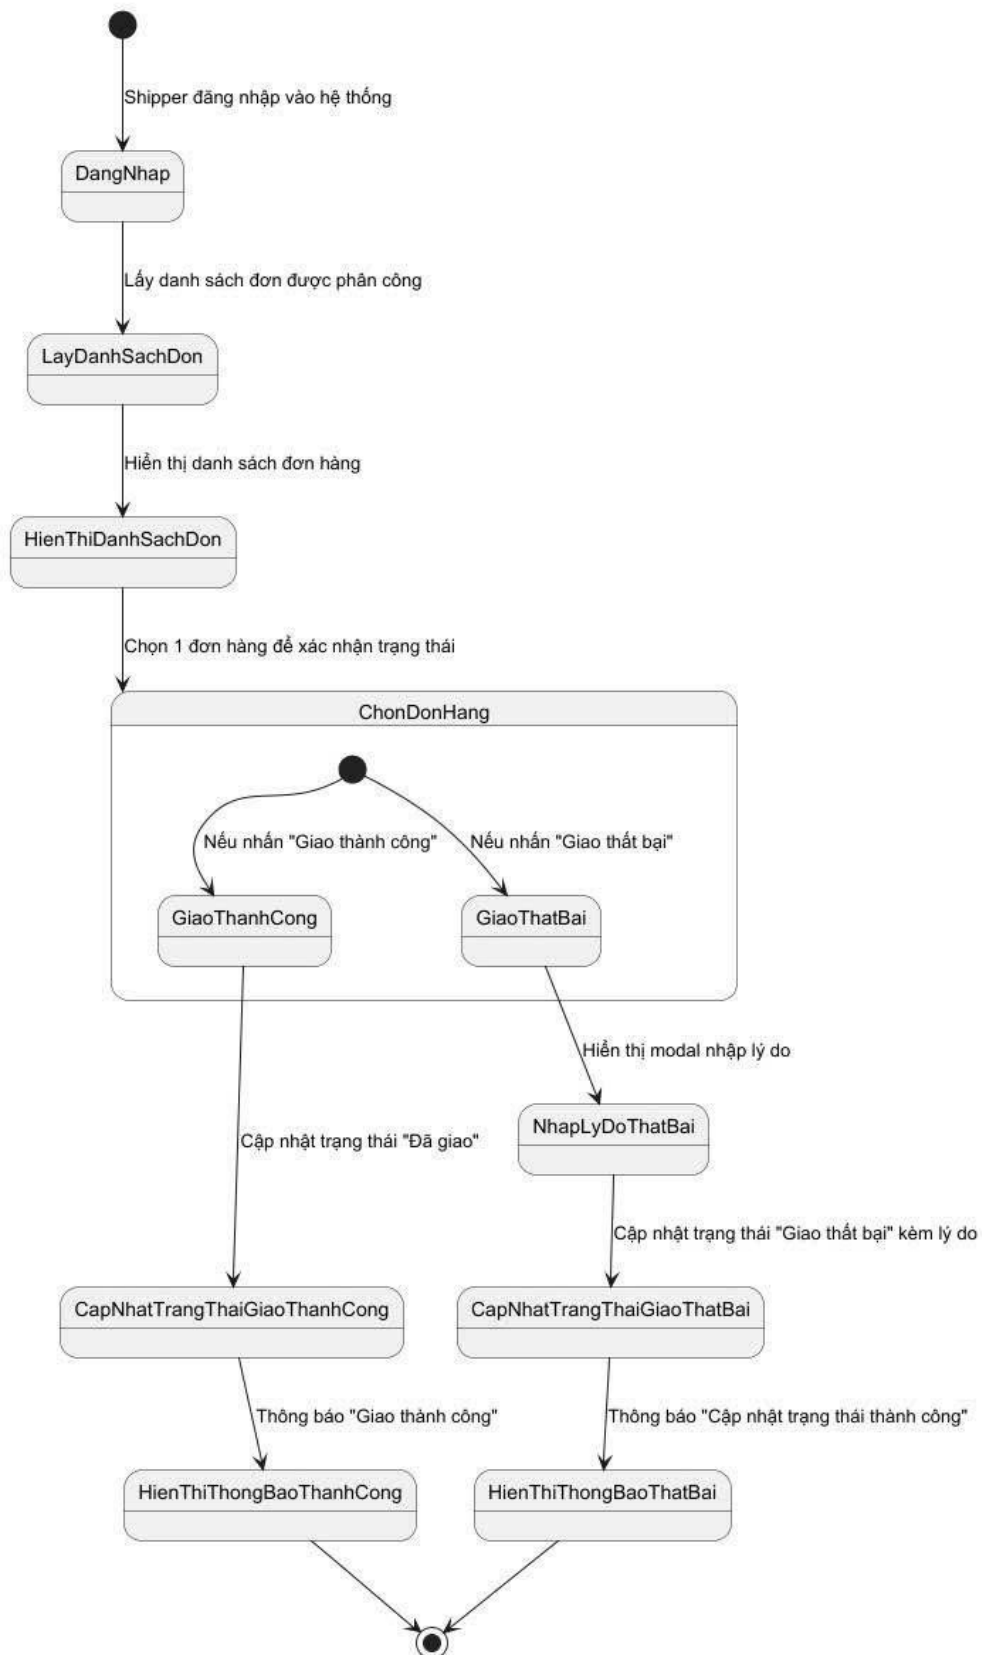 Shipper đăng nhập vào hệ thống
DangNhap
Lấy danh sách đơn được phân công
LayDanhSachDon
Hiển thị danh sách đơn hàng
HienThiDanhSachDon
Chọn 1 đơn hàng để xác nhận trạng thái
ChonDonHang
Nếu nhấn "Giao thành công"
Nếu nhấn "Giao thất bại"
GiaoThanhCong
GiaoThatBai
Hiển thị modal nhập lý do
NhapLyDoThatBai
Cập nhật trạng thái "Đã giao"
Cập nhật trạng thái "Giao thất bại" kèm lý do
CapNhatTrangThaiGiaoThanhCong
CapNhatTrangThaiGiaoThatBai
Thông báo "Giao thành công"
Thông báo "Cập nhật trạng thái thành công"
HienThiThongBaoThanhCong
HienThiThongBaoThatBai